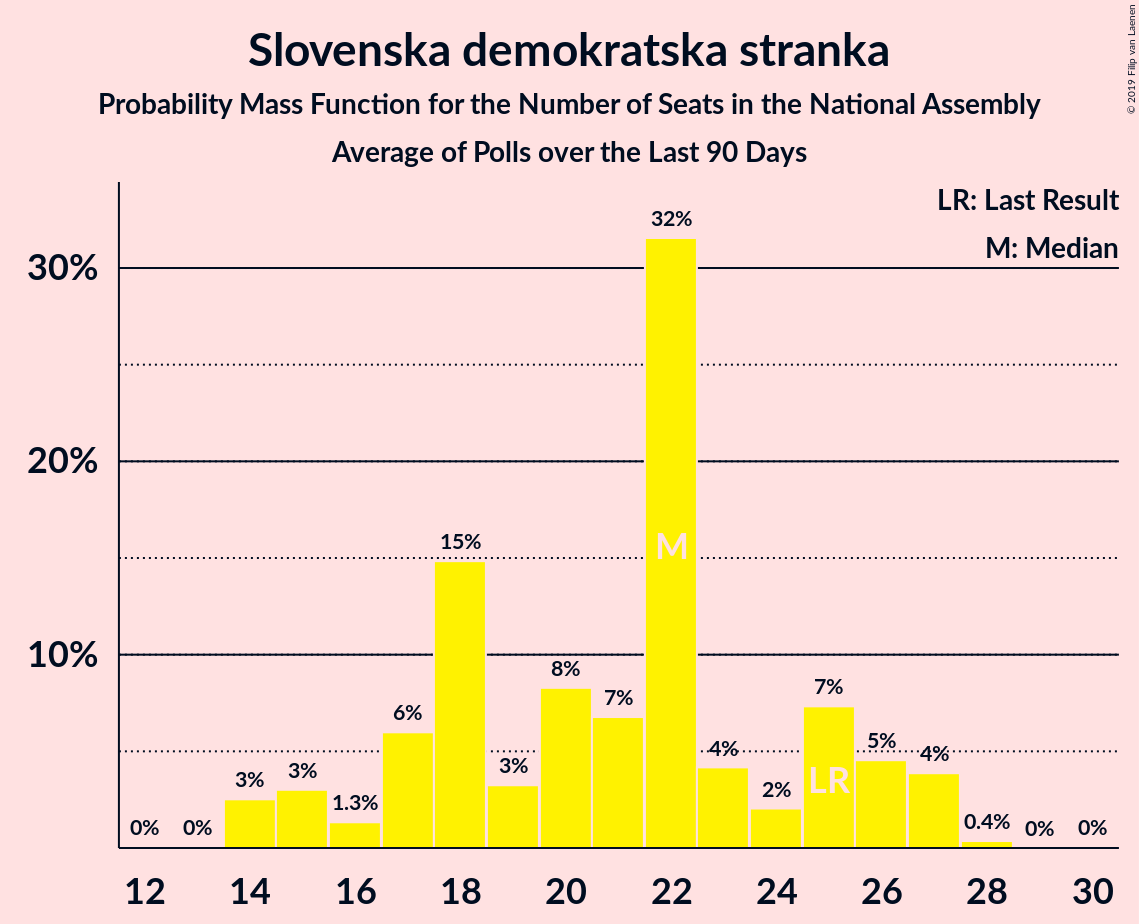 Slovenska demokratska stranka
Probability Mass Function for the Number of Seats in the National Assembly
Average of Polls over the Last 90 Days
© 2019 Filip van Laenen
LR: Last Result
M: Median
30%
20%
10%
0%
0%
3%
3%
1.3%
6%
15%
3%
8%
7%
32%
4%
2%
7%
5%
4%
0.4%
0%
0%
M
LR
12 14 16 18 20 22 24 26 28 30